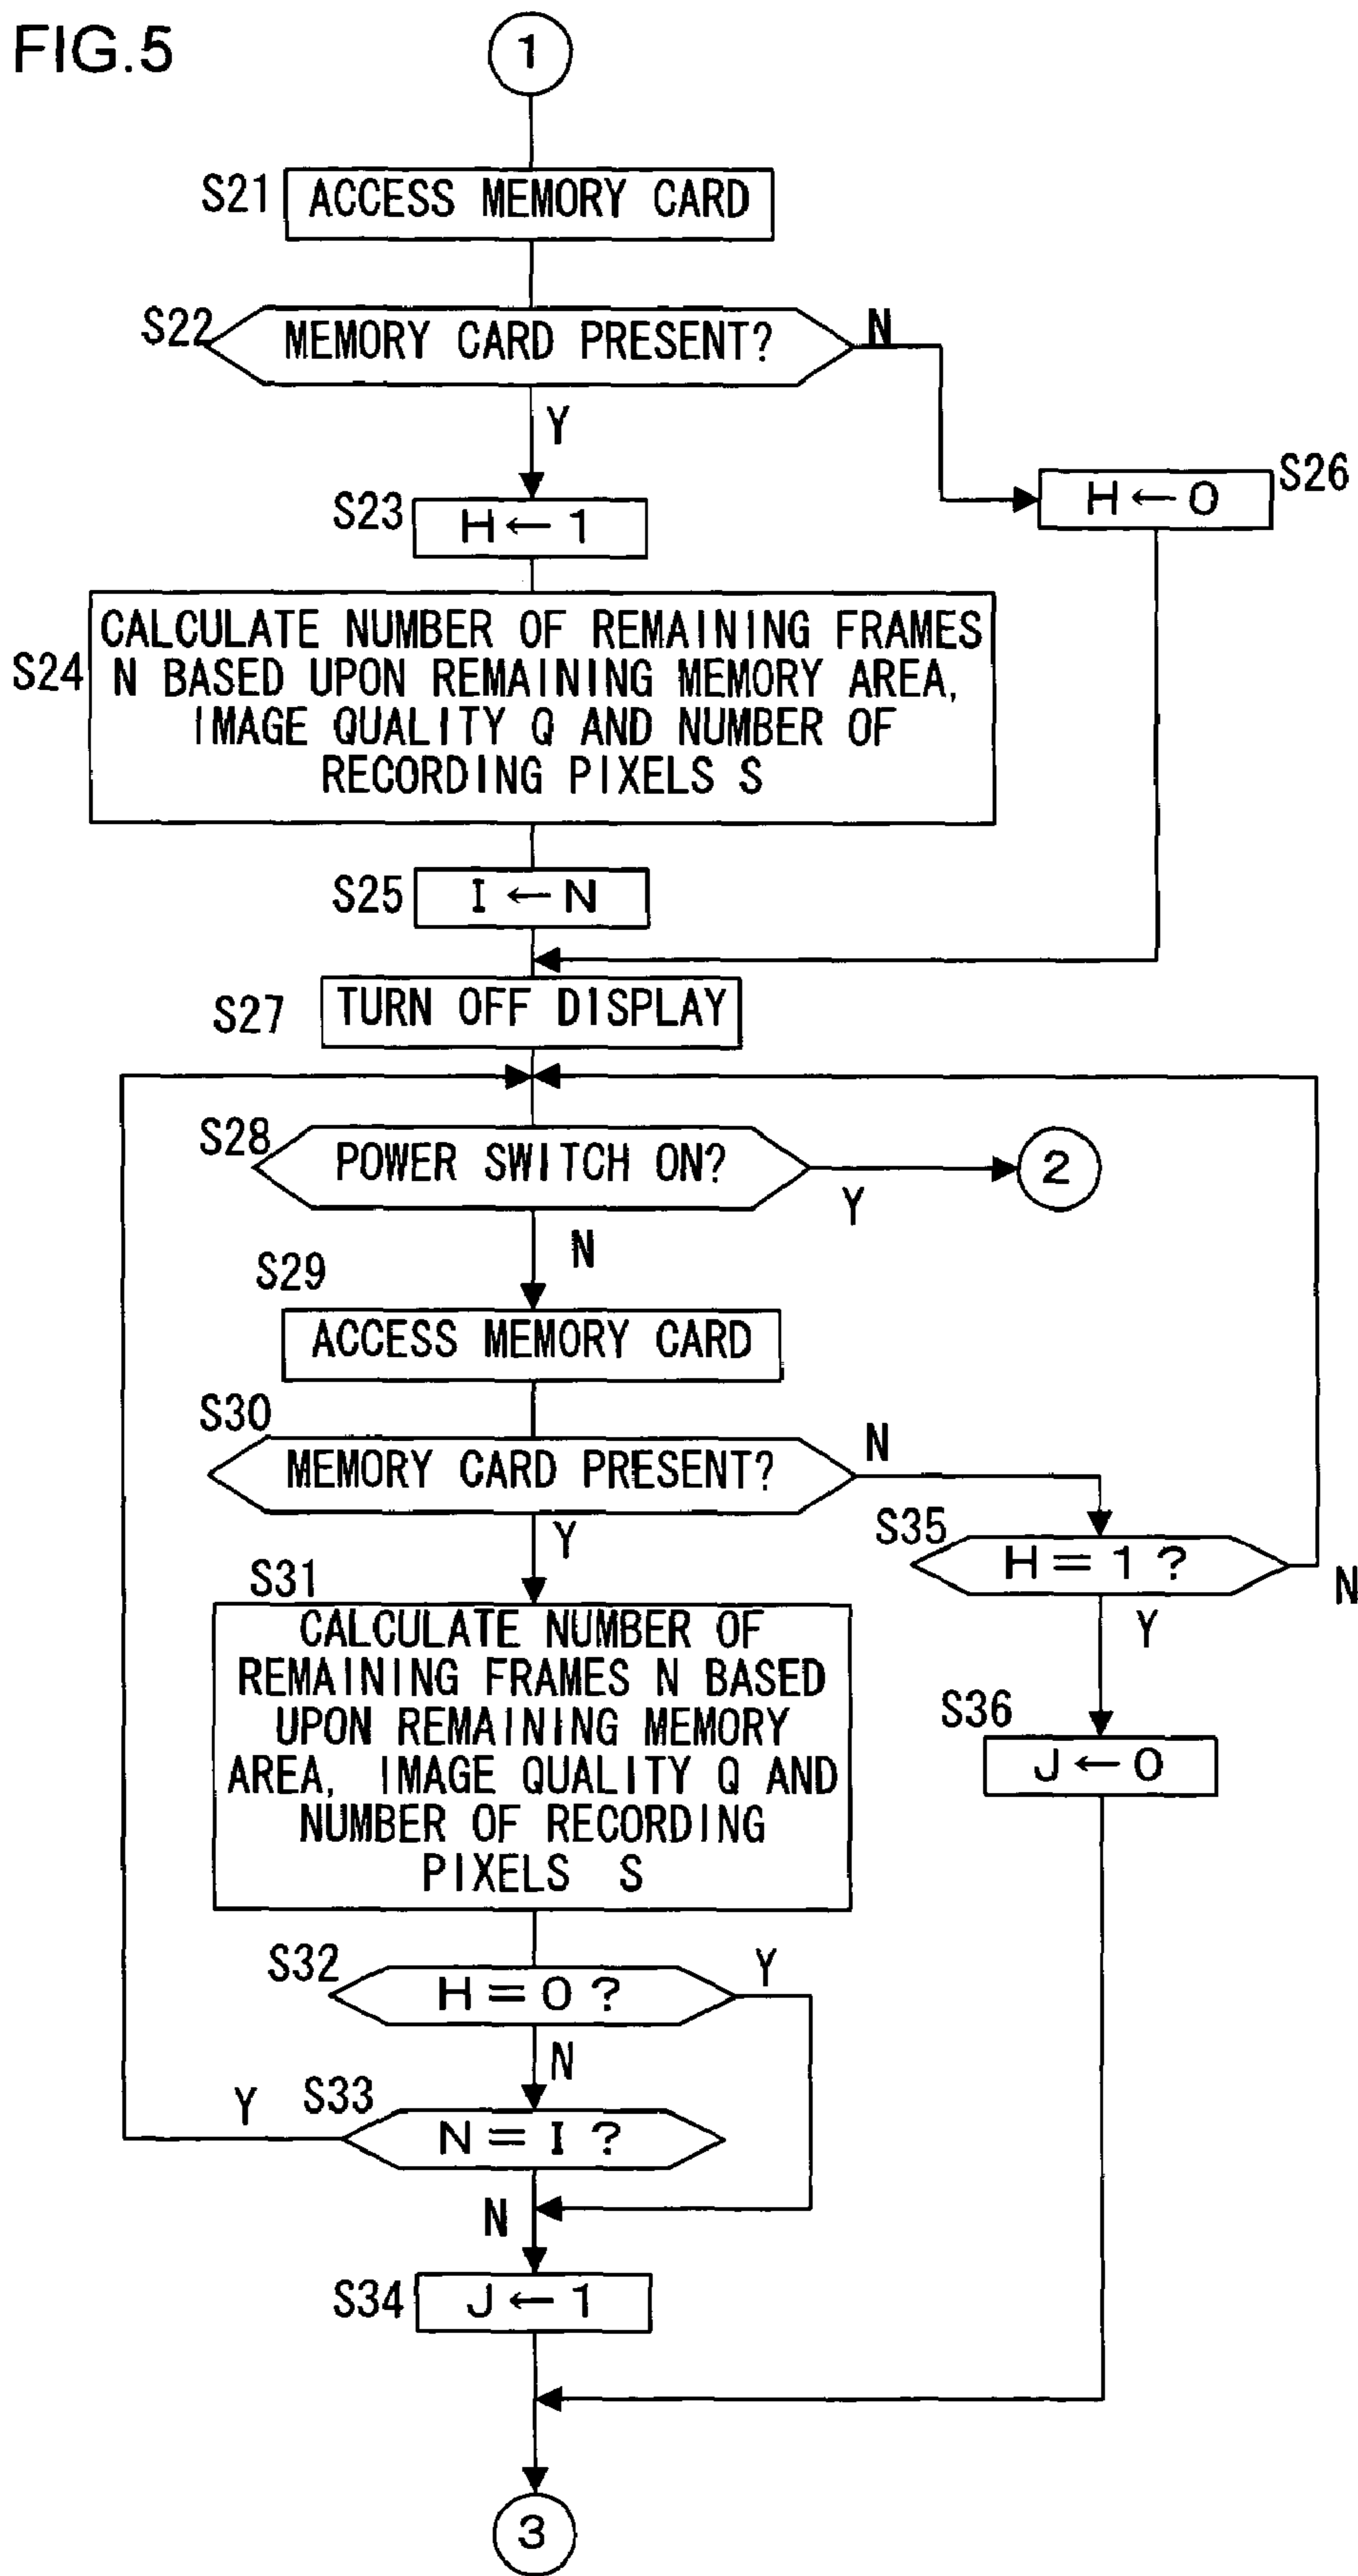 FIG.5
1
S21
ACCESS MEMORY CARD
S22
MEMORY CARD PRESENT?
N
Y
S23
H←1
S26
H←0
S24
CALCULATE NUMBER OF REMAINING FRAMES
N BASED UPON REMAINING MEMORY AREA,
IMAGE QUALITY Q AND NUMBER OF
RECORDING PIXELS S
S25
I←N
S27
TURN OFF DISPLAY
S28
POWER SWITCH ON?
Y
2
N
S29
ACCESS MEMORY CARD
S30
MEMORY CARD PRESENT?
N
Y
S35
H=1?
N
Y
S31
CALCULATE NUMBER OF
REMAINING FRAMES N BASED
UPON REMAINING MEMORY
AREA, IMAGE QUALITY Q AND
NUMBER OF RECORDING
PIXELS S
S36
J←0
S32
H=0?
Y
N
S33
N=I?
Y
N
S34
J←1
3